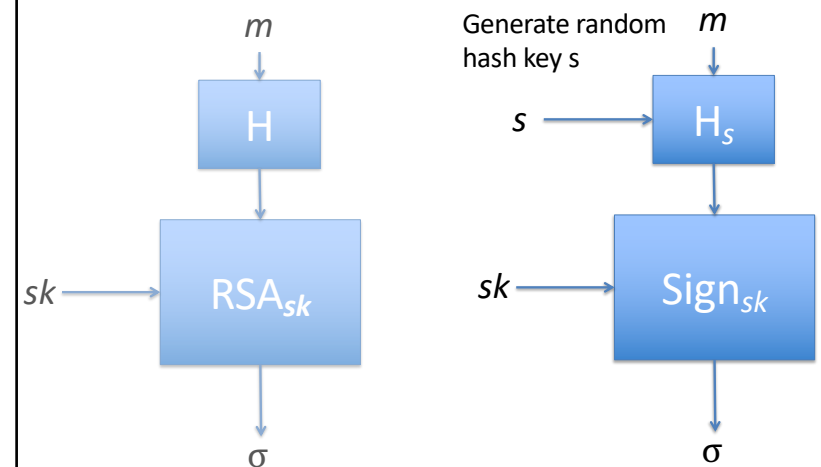 m
H
sk
RSAsk
σ
Generate random
hash key s
m
s
Hs
sk
Signsk
σ